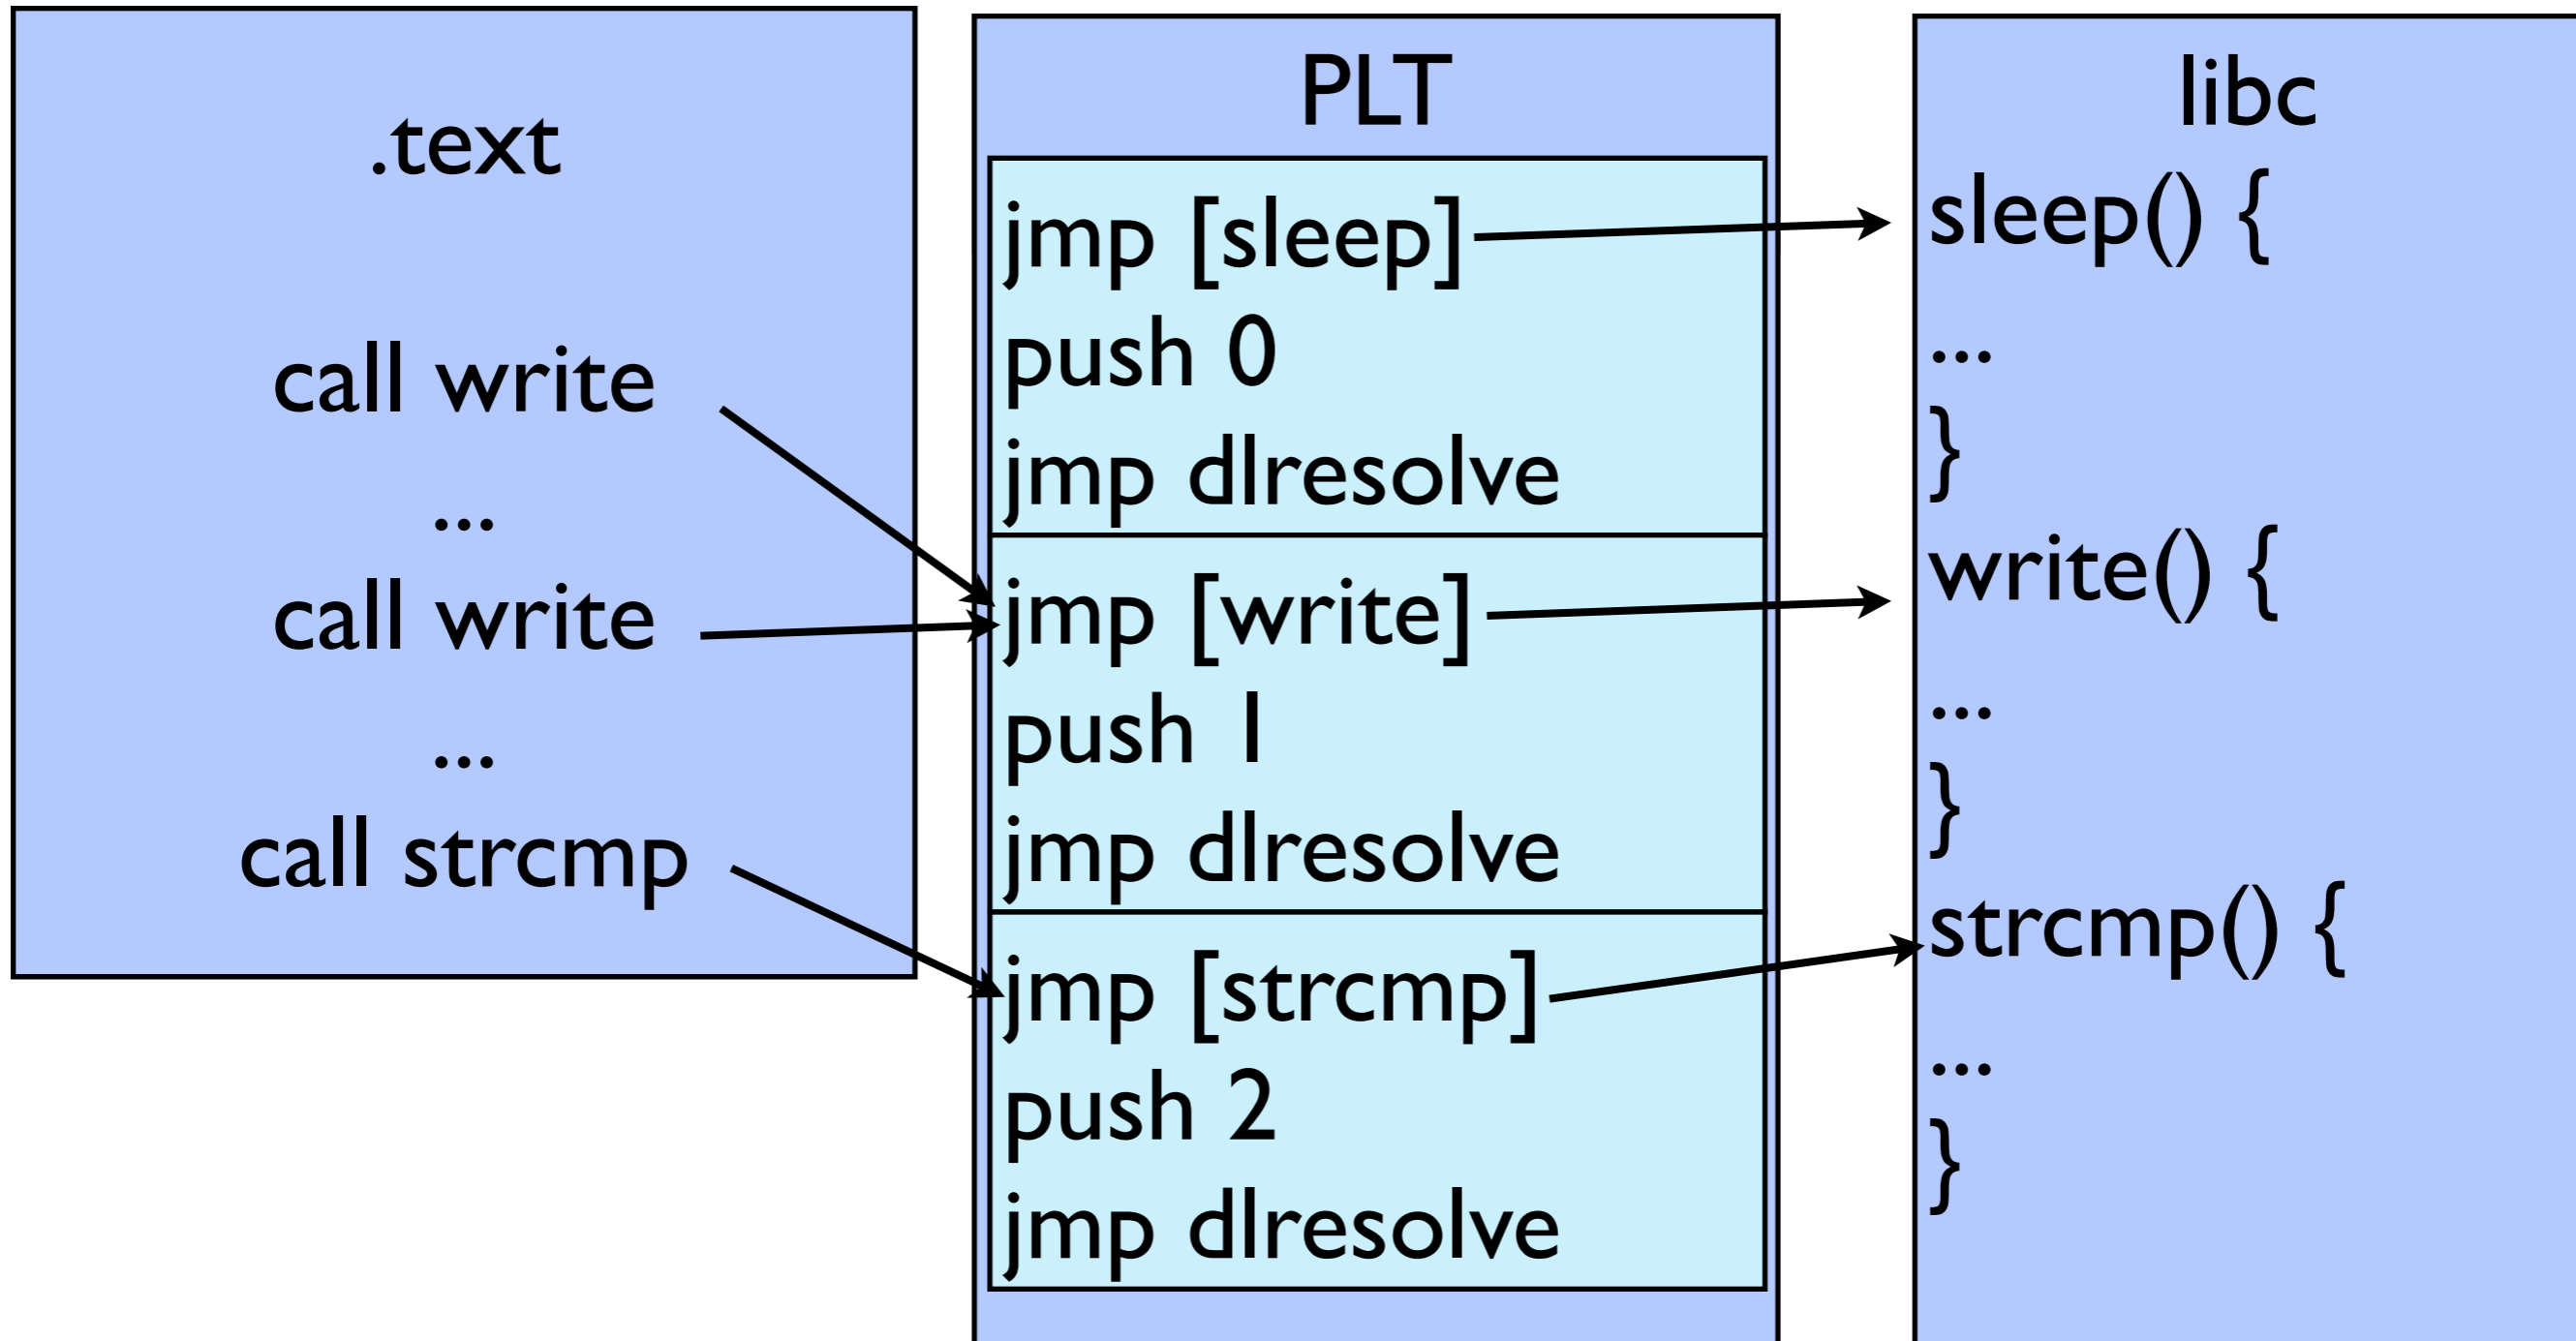 .text
call write
...
call write
...
call strcmp
PLT
jmp [sleep]
push 0
jmp dlresolve
jmp [write]
push 1
jmp dlresolve
jmp [strcmp]
push 2
jmp dlresolve
libc
sleep() {
...
}
write() {
...
}
strcmp() {
...
}